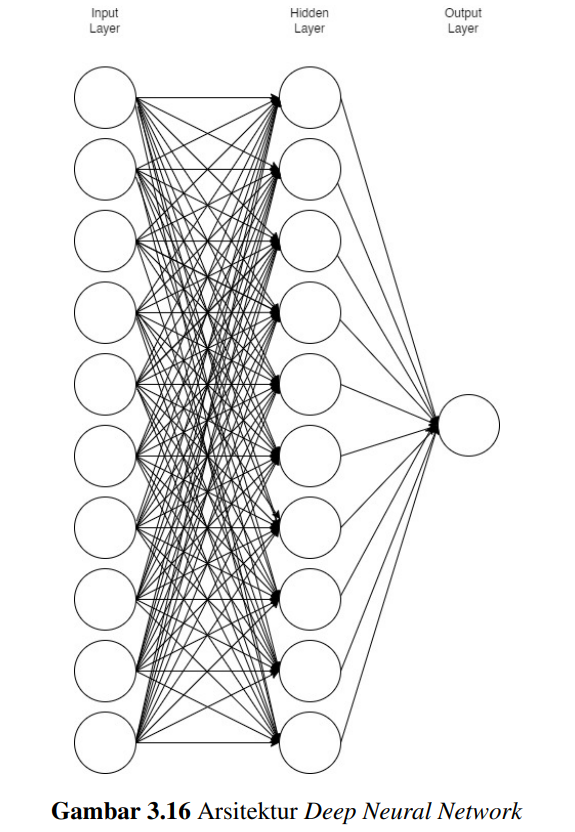 Input
Layer
Hidden
Layer
Output
Layer
Gambar 3.16 Arsitektur Deep Neural Network